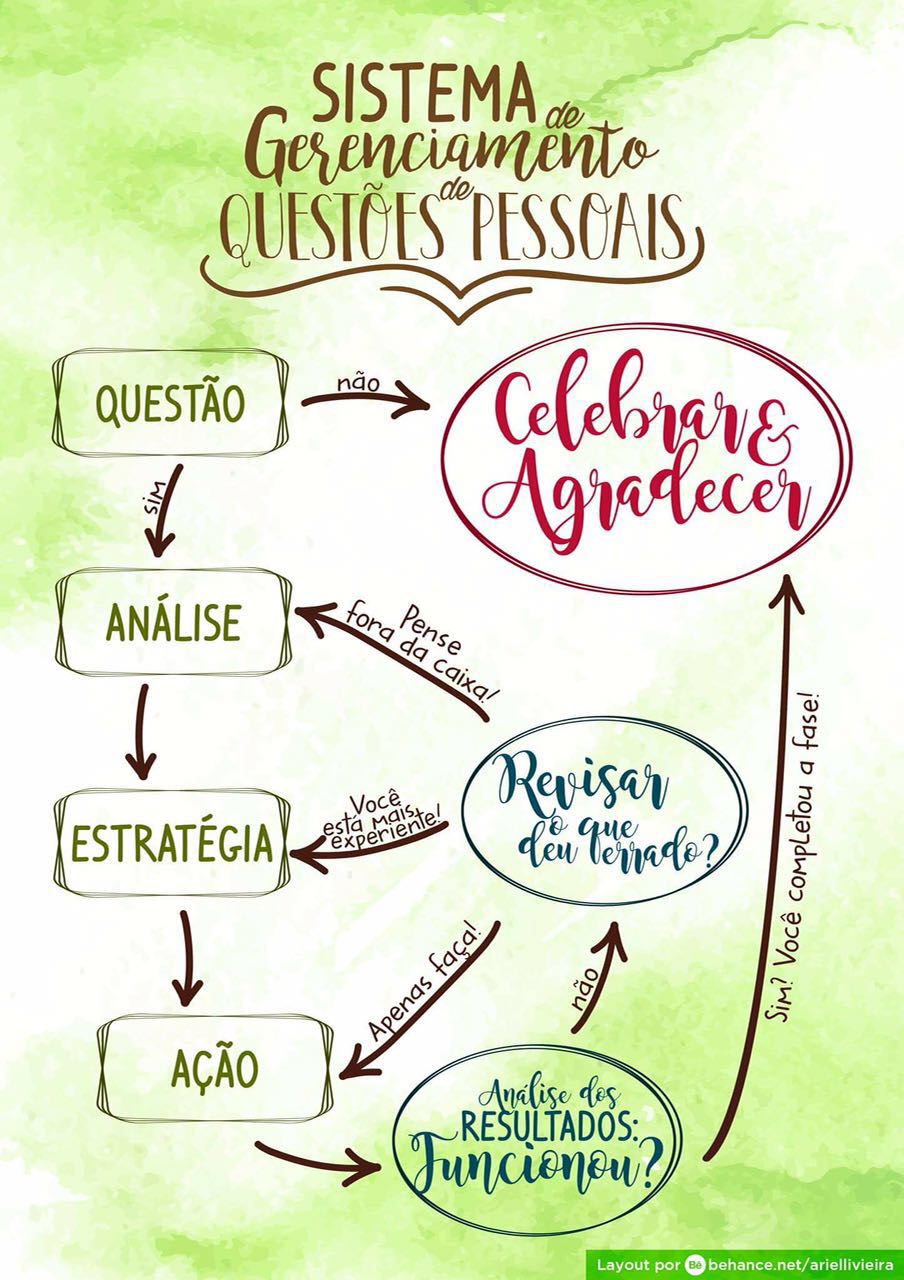 SISTEMA de
Gerenciamento
de
QUESTÕES PESSOAIS
QUESTÃO
não
Celebrar &
Agradecer
sim
ANÁLISE
Pense
fora da caixa!
Revisar
o que
deu errado?
Você
está mais
experiente!
ESTRATÉGIA
Apenas faça!
não
Sim? Você completou a fase!
AÇÃO
Análise dos
RESULTADOS:
Funcionou?
Layout por Bē behance.net/ariellivieira